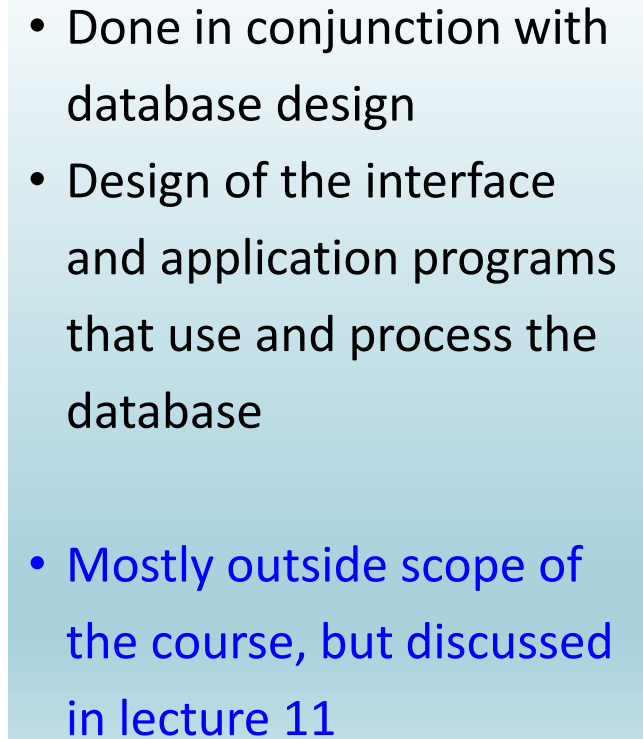 • Done in conjunction with
database design
• Design of the interface
and application programs
that use and process the
database
• Mostly outside scope of
the course, but discussed
in lecture 11